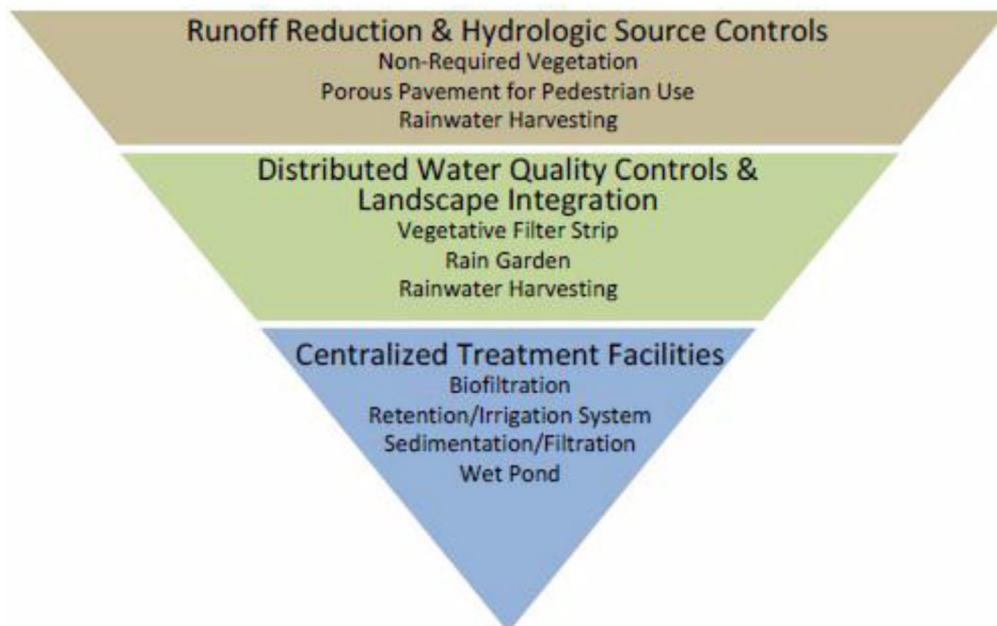 Runoff Reduction & Hydrologic Source Controls
Non-Required Vegetation
Porous Pavement for Pedestrian Use
Rainwater Harvesting
Distributed Water Quality Controls &
Landscape Integration
Vegetative Filter Strip
Rain Garden
Rainwater Harvesting
Centralized Treatment Facilities
Biofiltration
Retention/Irrigation System
Sedimentation/Filtration
Wet Pond